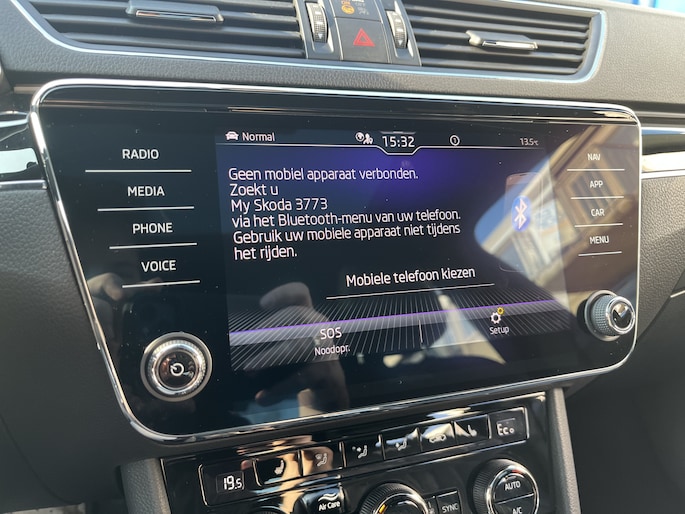 Normal
15:32
13.5°C
RADIO
MEDIA
PHONE
VOICE
NAV
APP
CAR
MENU
Geen mobiel apparaat verbonden.
Zoekt u
My Skoda 3773
via het Bluetooth-menu van uw telefoon.
Gebruik uw mobiele apparaat niet tijdens
het rijden.
Mobiele telefoon kiezen
SOS
Noodopr.
Setup
19.5
Air Care
SYNC
AUTO
A/C